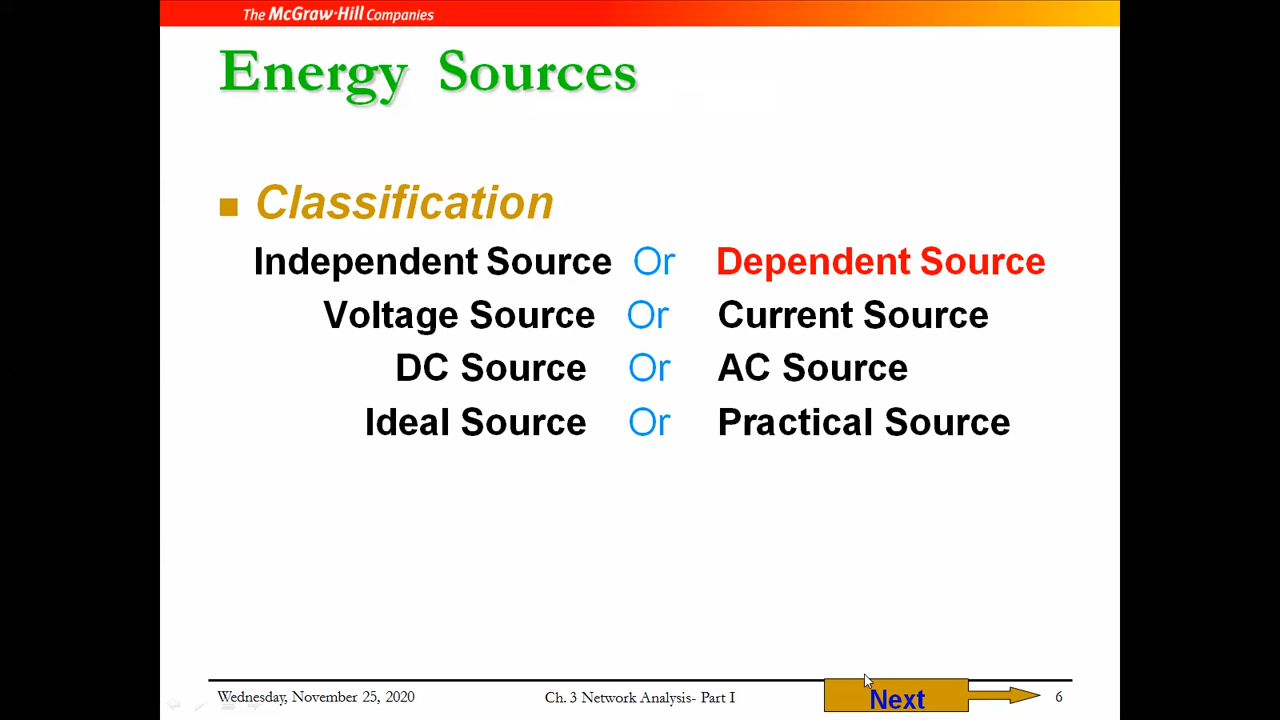 The McGraw-Hill Companies
Energy Sources
Classification
Independent Source Or Dependent Source
Voltage Source Or Current Source
DC Source Or AC Source
Ideal Source Or Practical Source
Wednesday, November 25, 2020 Ch. 3 Network Analysis- Part I Next 6